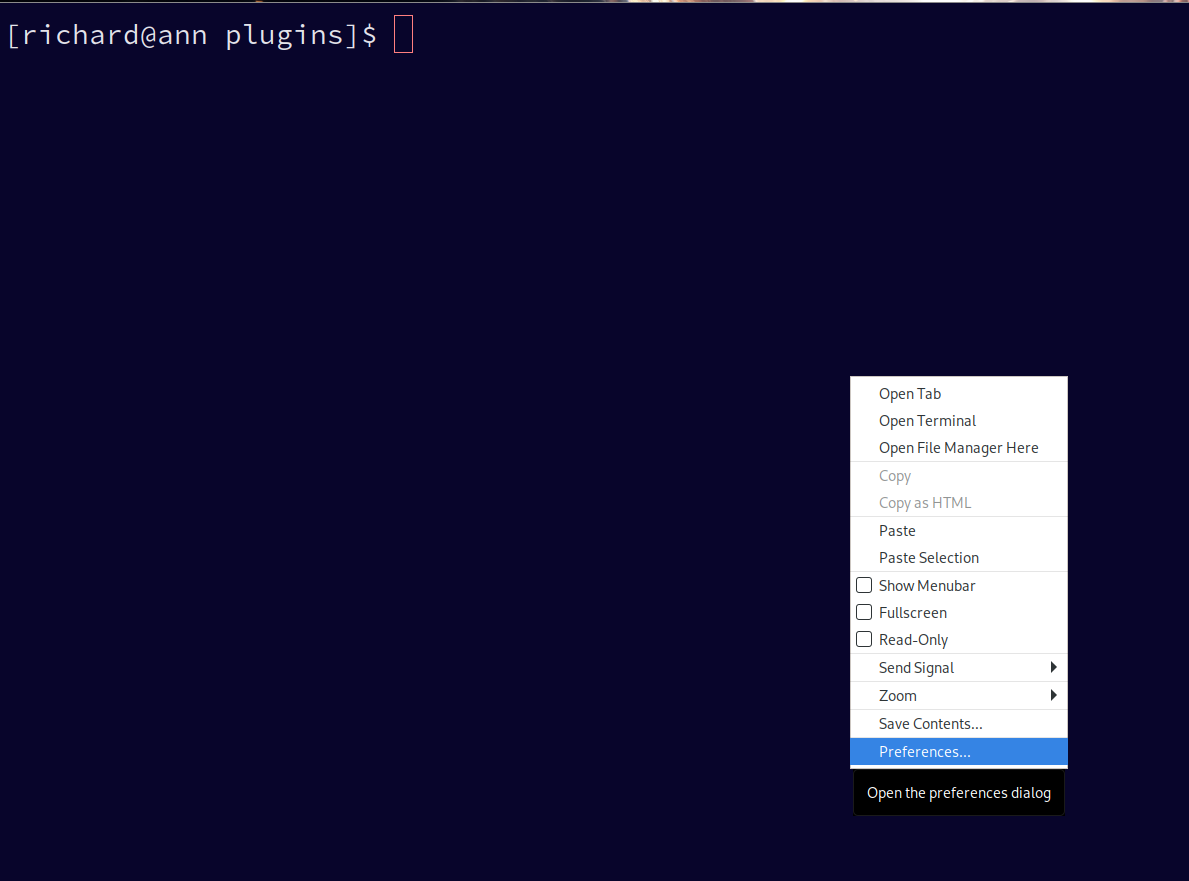 [richard@ann plugins]$
Open Tab
Open Terminal
Open File Manager Here
Copy
Copy as HTML
Paste
Paste Selection
Show Menubar
Fullscreen
Read-Only
Send Signal
Zoom
Save Contents...
Preferences...
Open the preferences dialog